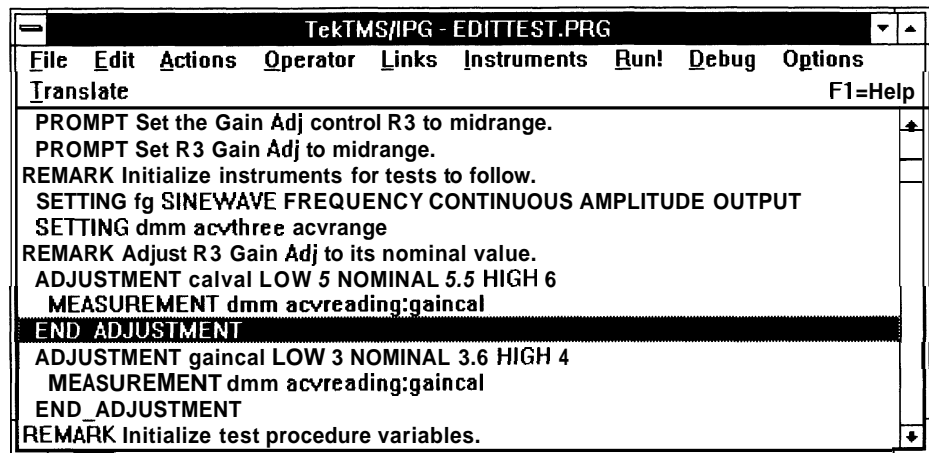 TekTMS/IPG - EDITTEST.PRG
File Edit Actions Operator Links Instruments Run! Debug Options
Translate F1=Help
PROMPT Set the Gain Adj control R3 to midrange.
PROMPT Set R3 Gain Adj to midrange.
REMARK Initialize instruments for tests to follow.
SETTING fg SINEWAVE FREQUENCY CONTINUOUS AMPLITUDE OUTPUT
SETTING dmm acvthree acvrange
REMARK Adjust R3 Gain Adj to its nominal value.
ADJUSTMENT calval LOW 5 NOMINAL 5.5 HIGH 6
MEASUREMENT dmm acvreading:gaincal
END_ADJUSTMENT
ADJUSTMENT gaincal LOW 3 NOMINAL 3.6 HIGH 4
MEASUREMENT dmm acvreading:gaincal
END_ADJUSTMENT
REMARK Initialize test procedure variables.